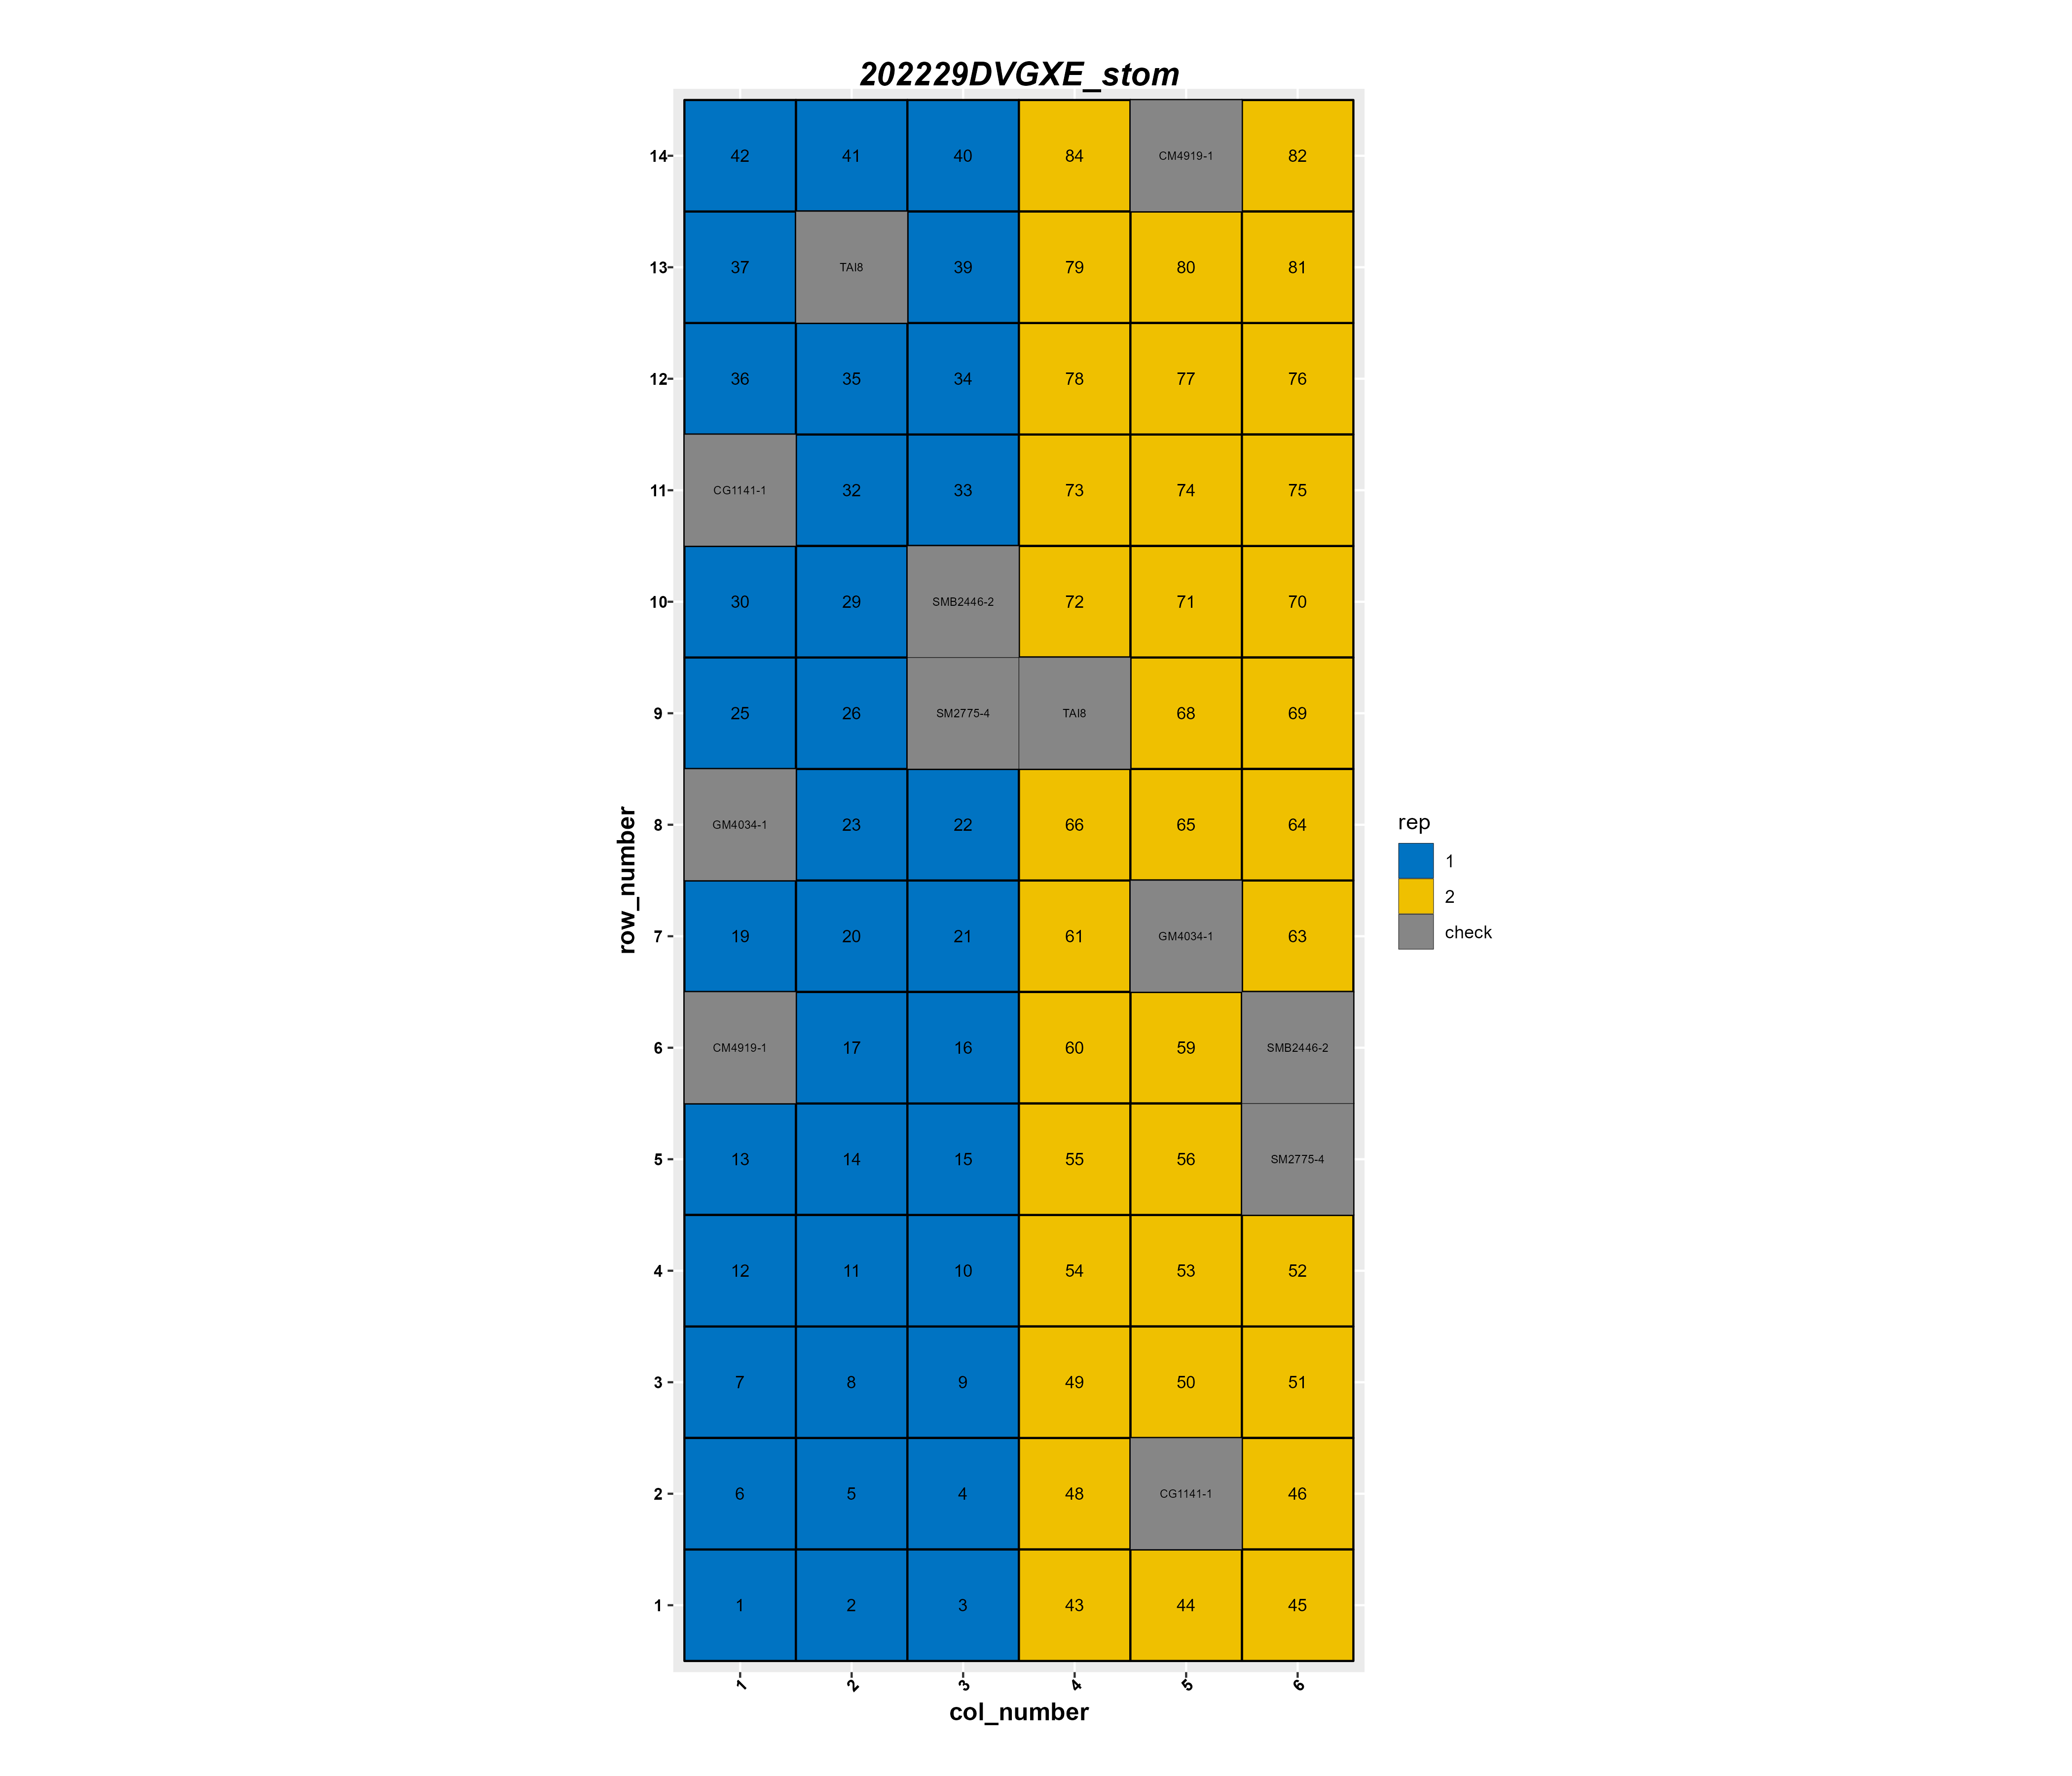 202229DVGXE_stom
14 42 41 40 84 CM4919-1 82
13 37 TAI8 39 79 80 81
12 36 35 34 78 77 76
11 CG1141-1 32 33 73 74 75
10 30 29 SMB2446-2 72 71 70
9 25 26 SM2775-4 TAI8 68 69
8 GM4034-1 23 22 66 65 64
7 19 20 21 61 GM4034-1 63
6 CM4919-1 17 16 60 59 SMB2446-2
5 13 14 15 55 56 SM2775-4
4 12 11 10 54 53 52
3 7 8 9 49 50 51
2 6 5 4 48 CG1141-1 46
1 1 2 3 43 44 45
1 2 3 4 5 6
col_number
row_number
rep
1
2
check